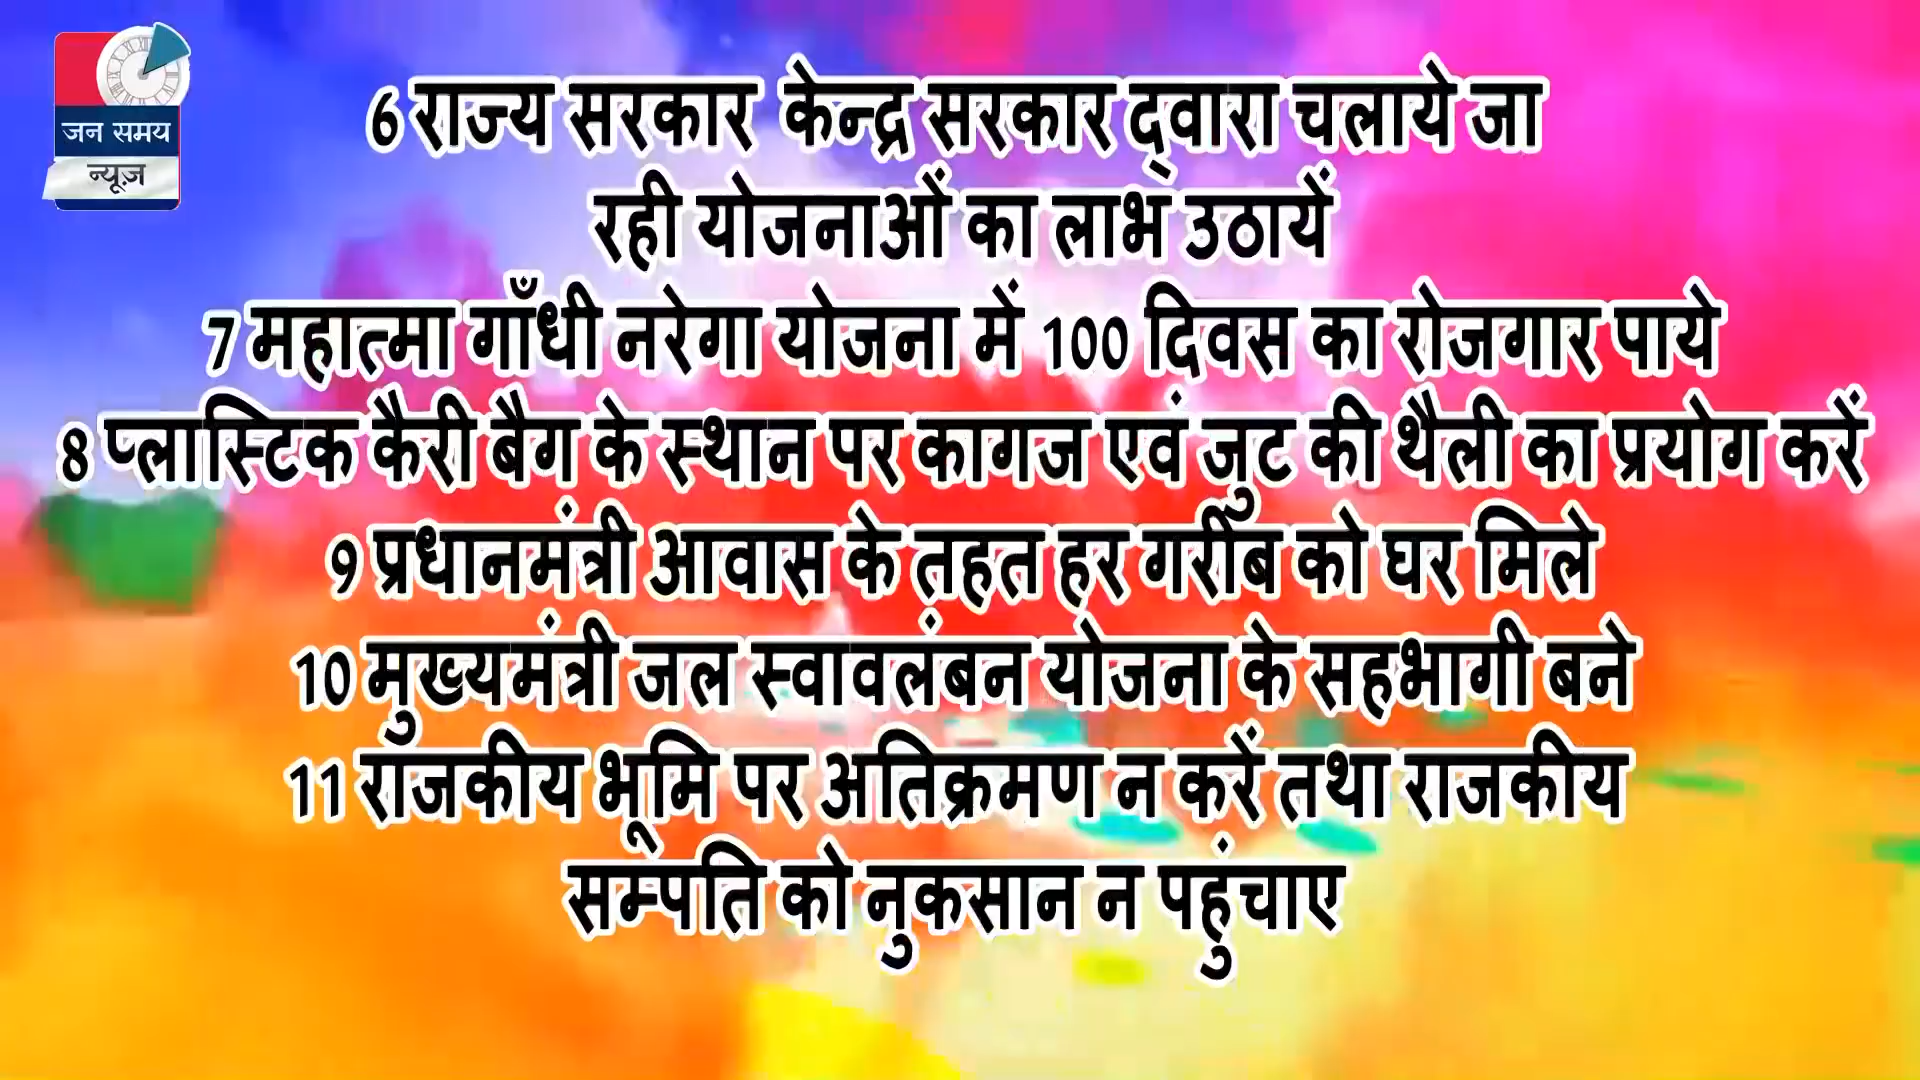 जन समय
न्यूज़
6 राज्य सरकार केन्द्र सरकार द्वारा चलाये जा
रही योजनाओं का लाभ उठायें
7 महात्मा गाँधी नरेगा योजना में 100 दिवस का रोजगार पाये
8 प्लास्टिक कैरी बैग के स्थान पर कागज एवं जुट की थैली का प्रयोग करें
9 प्रधानमंत्री आवास के तहत हर गरीब को घर मिले
10 मुख्यमंत्री जल स्वावलंबन योजना के सहभागी बने
11 राजकीय भूमि पर अतिक्रमण न करें तथा राजकीय
सम्पति को नुकसान न पहुंचाए